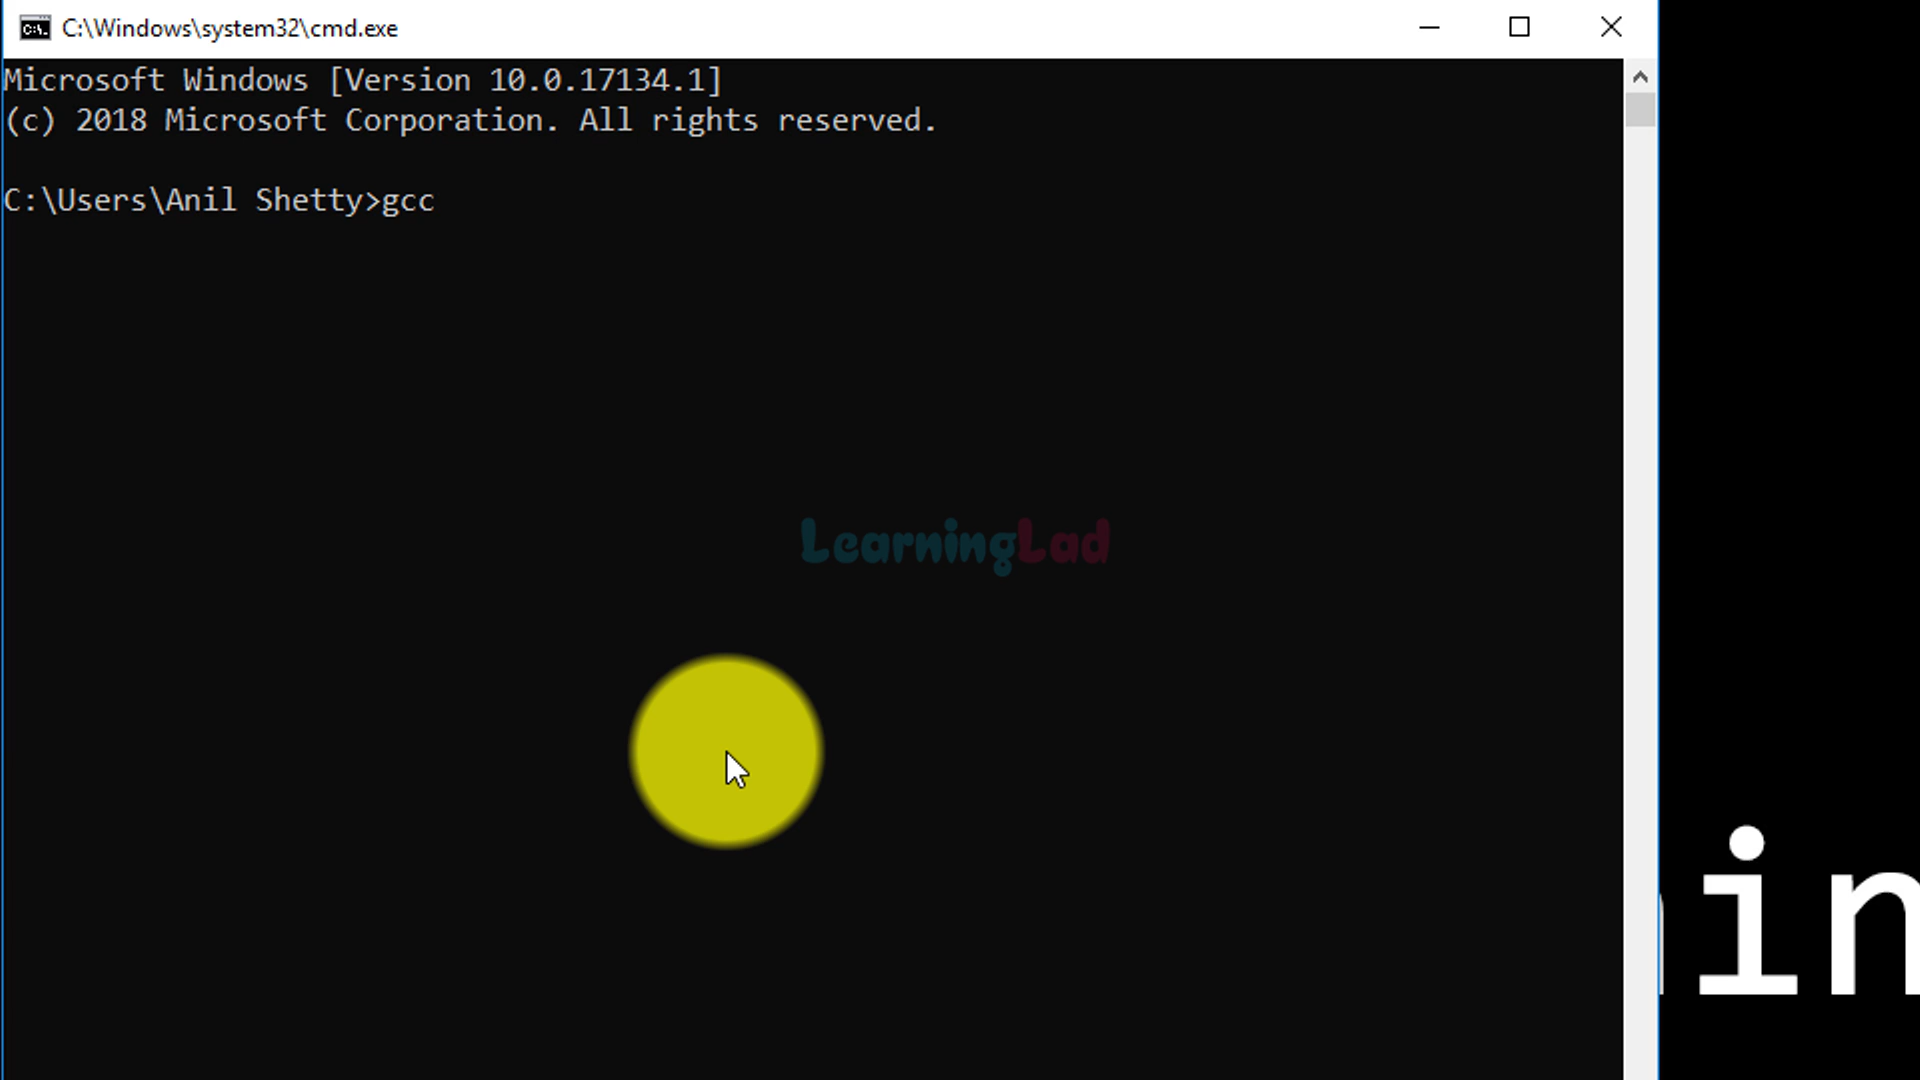 C:\Windows\system32\cmd.exe
Microsoft Windows [Version 10.0.17134.1]
(c) 2018 Microsoft Corporation. All rights reserved.
C:\Users\Anil Shetty>gcc
LearningLad
in